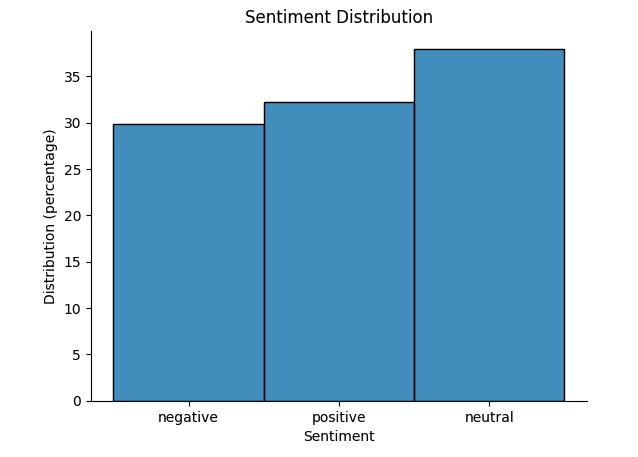 Sentiment Distribution
Distribution (percentage)
35
30
25
20
15
10
5
0
negative positive neutral
Sentiment